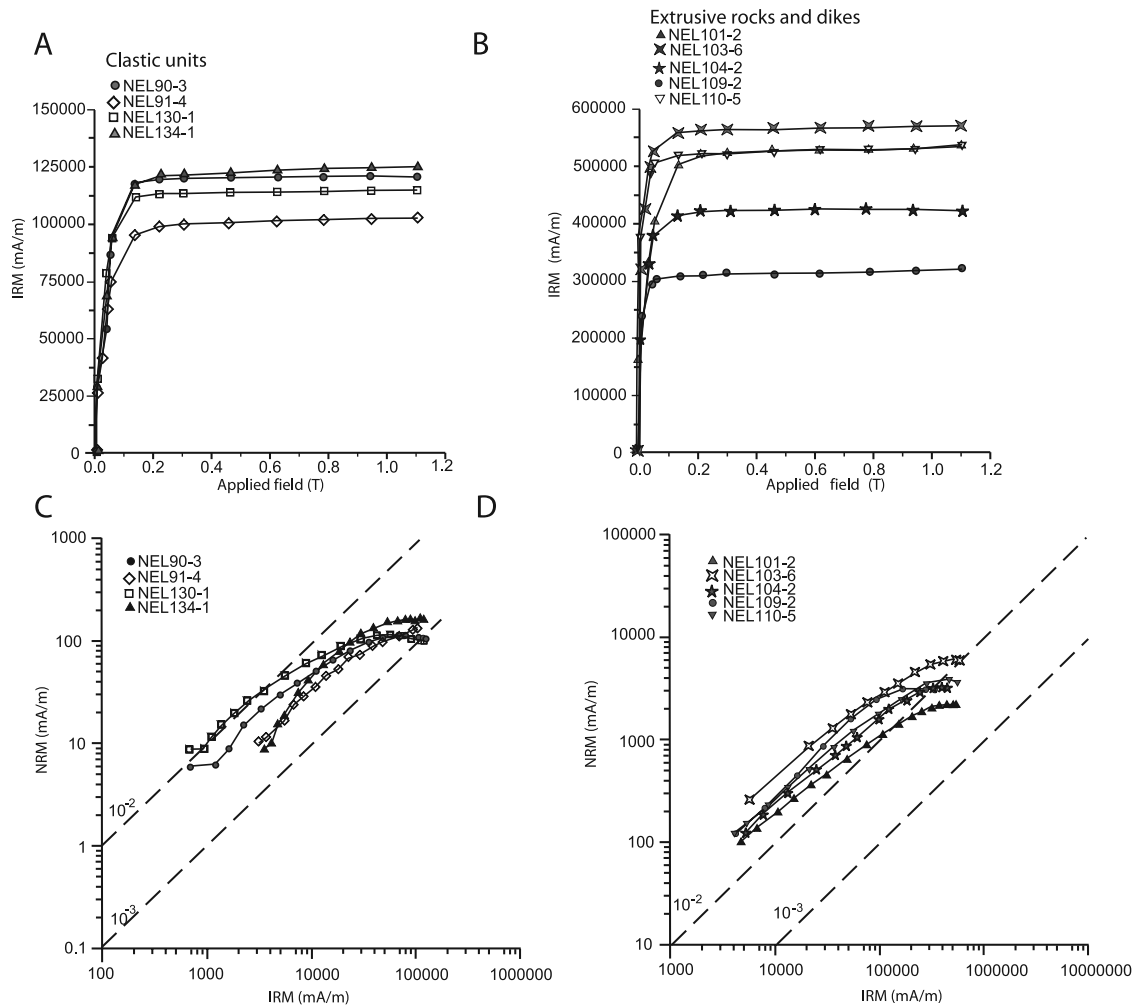 A
Clastic units
NEL90-3
NEL91-4
NEL130-1
NEL134-1
150000
125000
100000
75000
50000
25000
0
IRM (mA/m)
0.0 0.2 0.4 0.6 0.8 1.0 1.2
Applied field (T)
B
Extrusive rocks and dikes
NEL101-2
NEL103-6
NEL104-2
NEL109-2
NEL110-5
600000
500000
400000
300000
200000
100000
0
IRM (mA/m)
0.0 0.2 0.4 0.6 0.8 1.0 1.2
Applied field (T)
C
NEL90-3
NEL91-4
NEL130-1
NEL134-1
1000
100
10
1
0.1
NRM (mA/m)
10-2
10-3
100 1000 10000 100000 1000000
IRM (mA/m)
D
NEL101-2
NEL103-6
NEL104-2
NEL109-2
NEL110-5
100000
10000
1000
100
10
NRM (mA/m)
10-2
10-3
1000 10000 100000 1000000 10000000
IRM (mA/m)